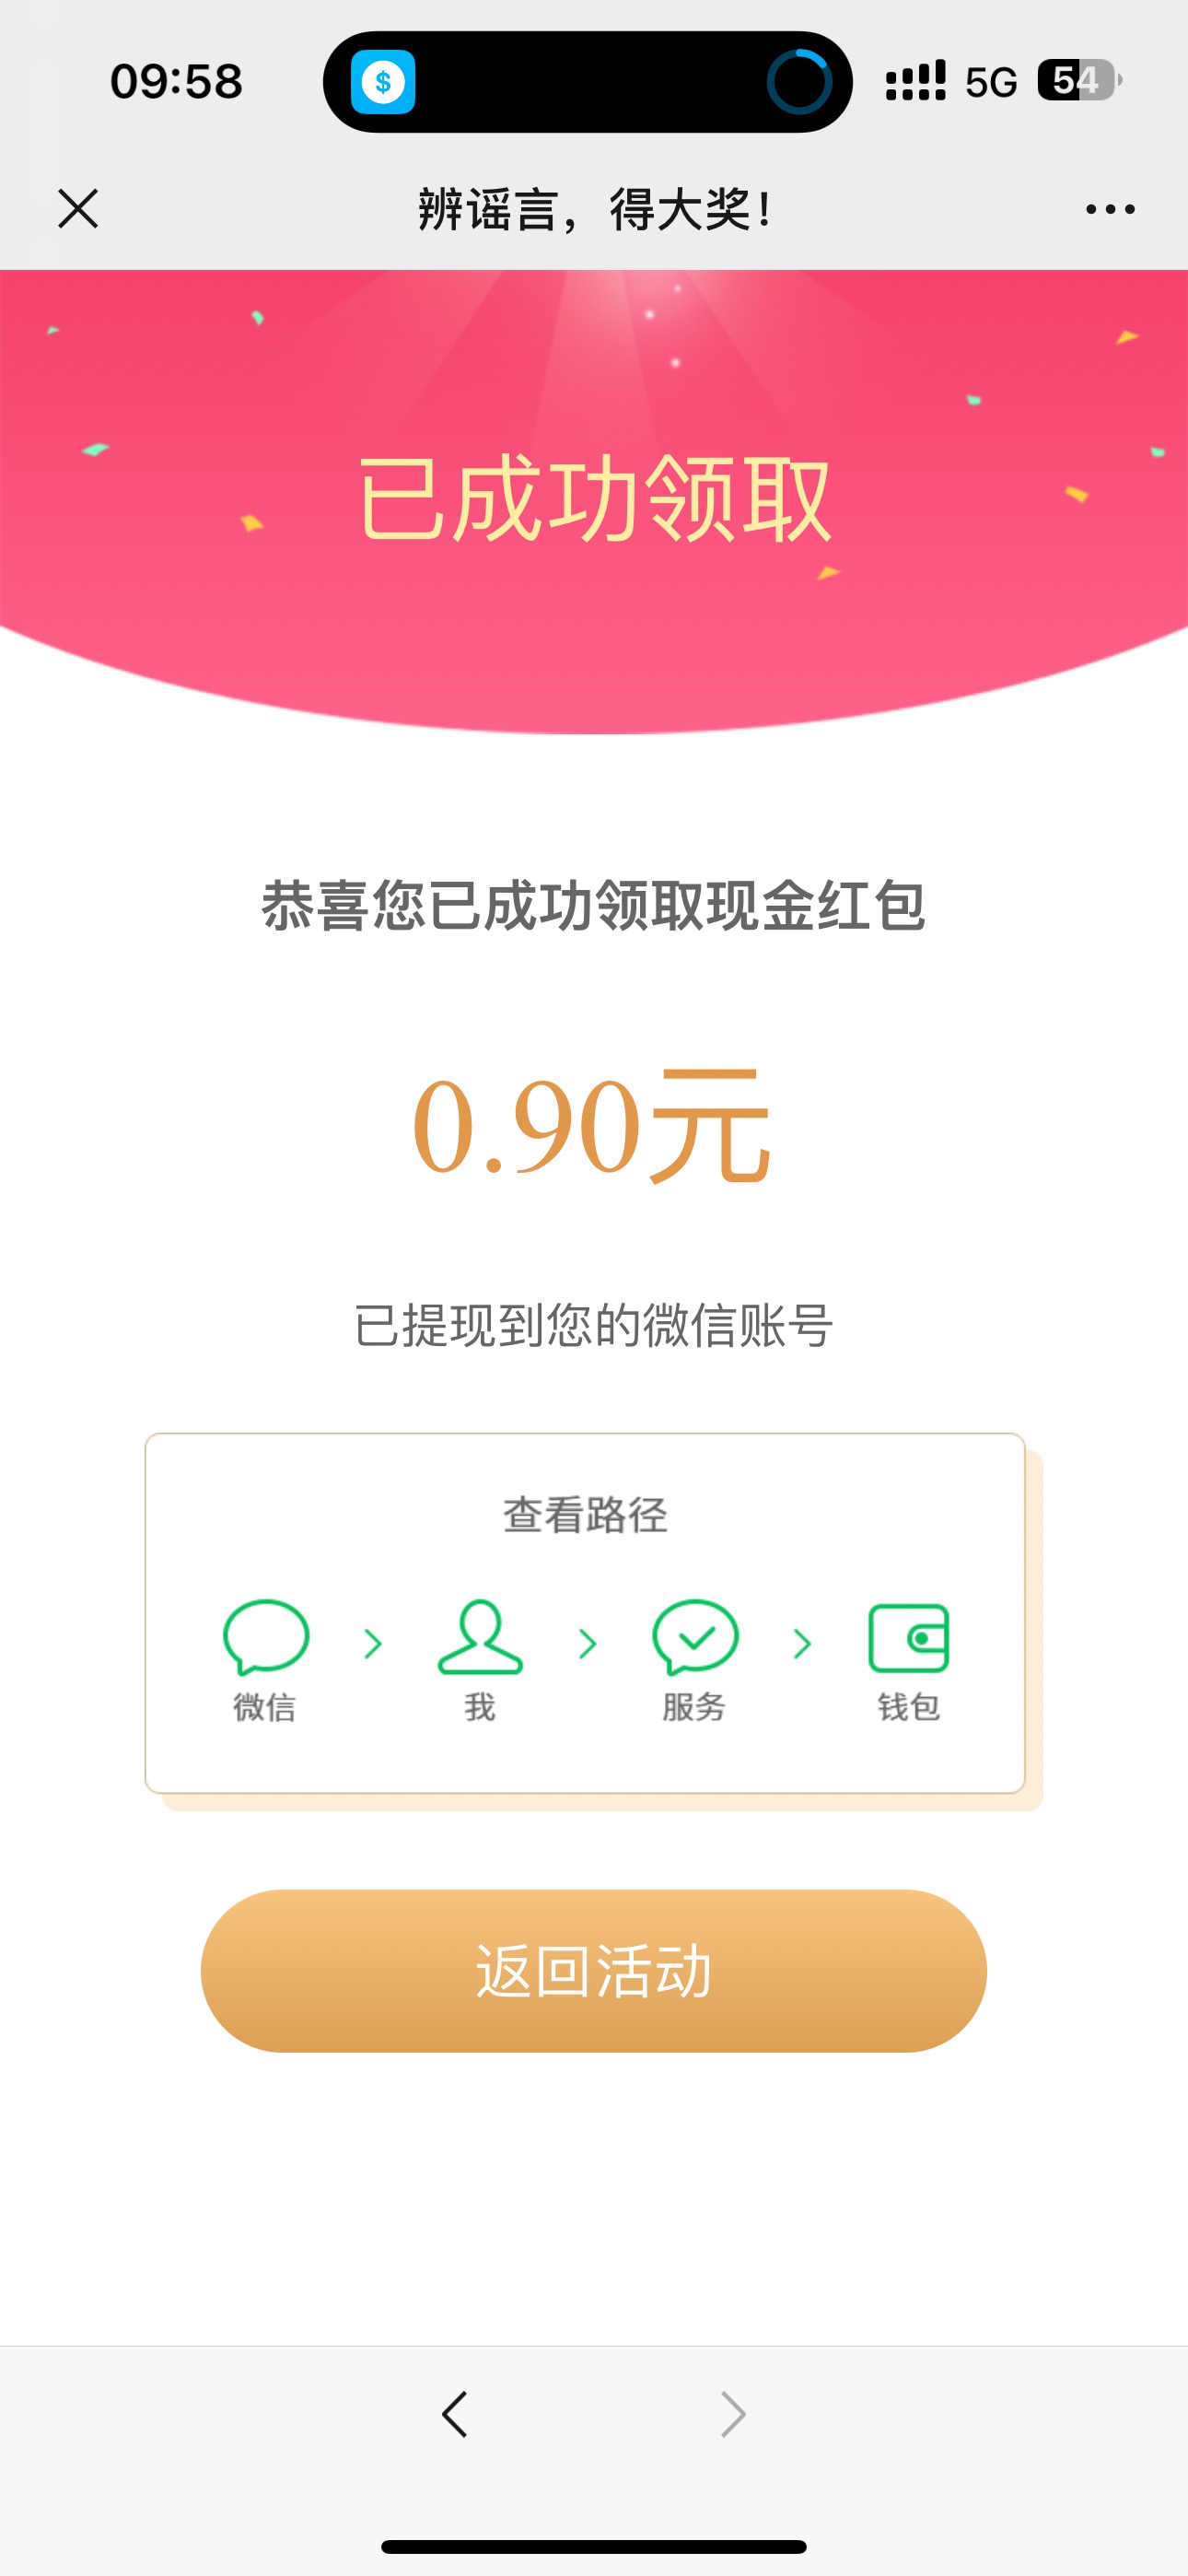 09:58
5G
54
辨谣言，得大奖！
已成功领取
恭喜您已成功领取现金红包
0.90元
已提现到您的微信账号
查看路径
微信
我
服务
钱包
返回活动